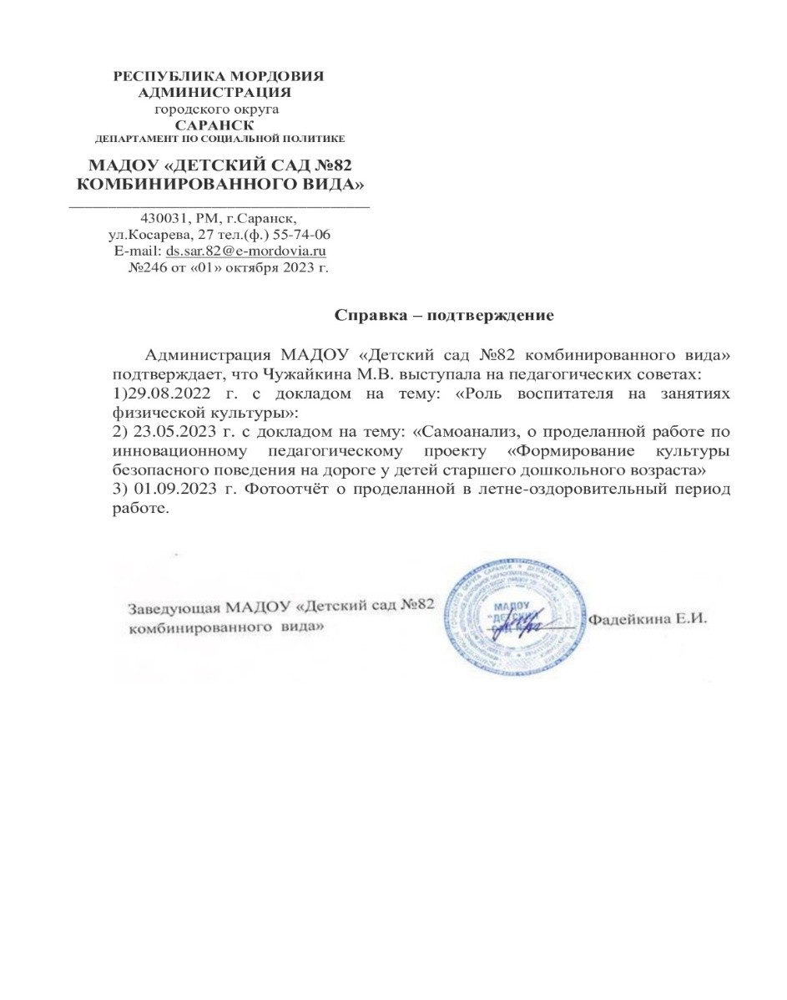 РЕСПУБЛИКА МОРДОВИЯ
АДМИНИСТРАЦИЯ
городского округа
САРАНСК
ДЕПАРТАМЕНТ ПО СОЦИАЛЬНОЙ ПОЛИТИКЕ
МАДОУ «ДЕТСКИЙ САД №82
КОМБИНИРОВАННОГО ВИДА»
430031, РМ, г.Саранск,
ул.Косарева, 27 тел.(ф.) 55-74-06
E-mail: ds.sar.82@e-mordovia.ru
№246 от «01» октября 2023 г.
Справка – подтверждение
Администрация МАДОУ «Детский сад №82 комбинированного вида»
подтверждает, что Чужайкина М.В. выступала на педагогических советах:
1)29.08.2022 г. с докладом на тему: «Роль воспитателя на занятиях
физической культуры»:
2) 23.05.2023 г. с докладом на тему: «Самоанализ, о проделанной работе по
инновационному педагогическому проекту «Формирование культуры
безопасного поведения на дороге у детей старшего дошкольного возраста»
3) 01.09.2023 г. Фотоотчёт о проделанной в летне-оздоровительный период
работе.
Заведующая МАДОУ «Детский сад №82
комбинированного вида»
МАДОУ
"ДЕТСКИЙ
Фадейкина Е.И.